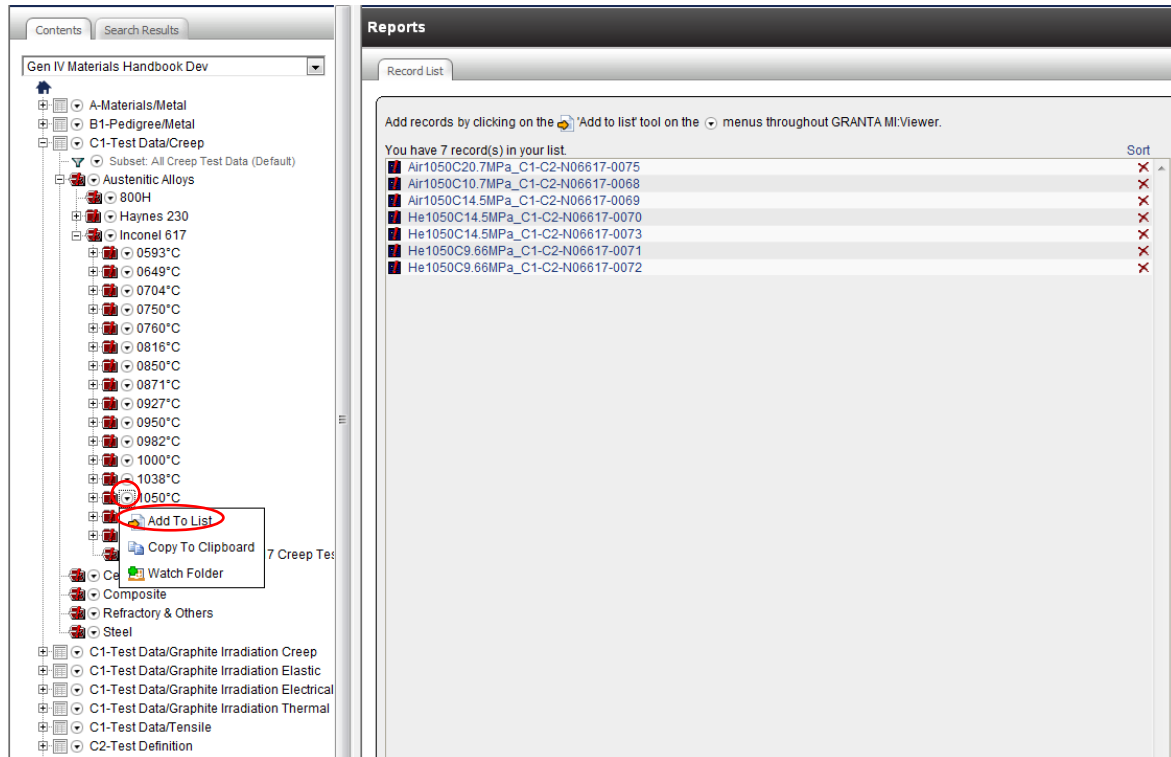 Contents
Search Results
Gen IV Materials Handbook Dev
A-Materials/Metal
B1-Pedigree/Metal
C1-Test Data/Creep
Subset: All Creep Test Data (Default)
Austenitic Alloys
800H
Haynes 230
Inconel 617
0593°C
0649°C
0704°C
0750°C
0760°C
0816°C
0850°C
0871°C
0927°C
0950°C
0982°C
1000°C
1038°C
1050°C
Add To List
Copy To Clipboard
7 Creep Tes
Watch Folder
Ce
Composite
Refractory & Others
Steel
C1-Test Data/Graphite Irradiation Creep
C1-Test Data/Graphite Irradiation Elastic
C1-Test Data/Graphite Irradiation Electrical
C1-Test Data/Graphite Irradiation Thermal
C1-Test Data/Tensile
C2-Test Definition
Reports
Record List
Add records by clicking on the 'Add to list' tool on the menus throughout GRANTA MI:Viewer.
You have 7 record(s) in your list. Sort
Air1050C20.7MPa_C1-C2-N06617-0075
Air1050C10.7MPa_C1-C2-N06617-0068
Air1050C14.5MPa_C1-C2-N06617-0069
He1050C14.5MPa_C1-C2-N06617-0070
He1050C14.5MPa_C1-C2-N06617-0073
He1050C9.66MPa_C1-C2-N06617-0071
He1050C9.66MPa_C1-C2-N06617-0072